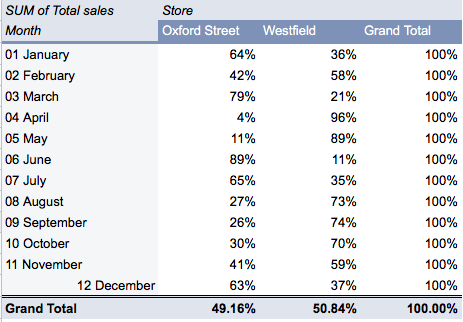 SUM of Total sales Store
Month Oxford Street Westfield Grand Total
01 January 64% 36% 100%
02 February 42% 58% 100%
03 March 79% 21% 100%
04 April 4% 96% 100%
05 May 11% 89% 100%
06 June 89% 11% 100%
07 July 65% 35% 100%
08 August 27% 73% 100%
09 September 26% 74% 100%
10 October 30% 70% 100%
11 November 41% 59% 100%
12 December 63% 37% 100%
Grand Total 49.16% 50.84% 100.00%